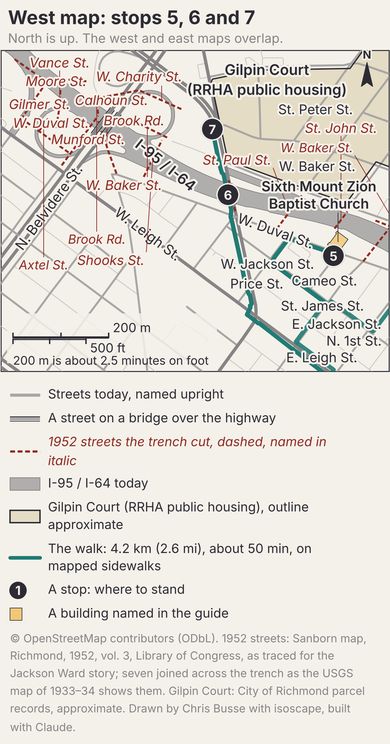 West map: stops 5, 6 and 7
North is up. The west and east maps overlap.
Vance St.
W. Charity St.
Gilpin Court
(RRHA public housing)
N
Moore St.
Gilmer St.
Calhoun St.
St. Peter St.
W. Duval St.
Brook Rd.
7
St. John St.
Munford St.
I-95 / I-64
W. Baker St.
St. Paul St.
W. Baker St.
W. Baker St.
6
Sixth Mount Zion
Baptist Church
N. Belvidere St.
W. Leigh St.
W. Duval St.
Brook Rd.
5
Axtel St.
Shooks St.
W. Jackson St.
Price St.
Cameo St.
St. James St.
E. Jackson St.
N. 1st St.
E. Leigh St.
200 m
500 ft
200 m is about 2.5 minutes on foot
Streets today, named upright
A street on a bridge over the highway
1952 streets the trench cut, dashed, named in
italic
I-95 / I-64 today
Gilpin Court (RRHA public housing), outline
approximate
The walk: 4.2 km (2.6 mi), about 50 min, on
mapped sidewalks
1
A stop: where to stand
A building named in the guide
© OpenStreetMap contributors (ODbL). 1952 streets: Sanborn map,
Richmond, 1952, vol. 3, Library of Congress, as traced for the
Jackson Ward story; seven joined across the trench as the USGS
map of 1933–34 shows them. Gilpin Court: City of Richmond parcel
records, approximate. Drawn by Chris Busse with isoscape, built
with Claude.